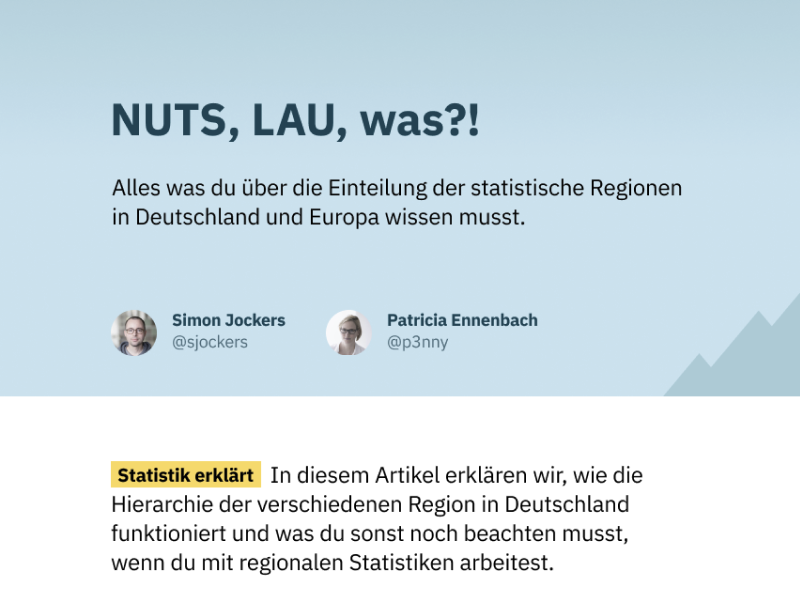 NUTS, LAU, was?!
Alles was du über die Einteilung der statistische Regionen
in Deutschland und Europa wissen musst.
Simon Jockers
@sjockers
Patricia Ennenbach
@p3nny
Statistik erklärt In diesem Artikel erklären wir, wie die
Hierarchie der verschiedenen Region in Deutschland
funktioniert und was du sonst noch beachten musst,
wenn du mit regionalen Statistiken arbeitest.